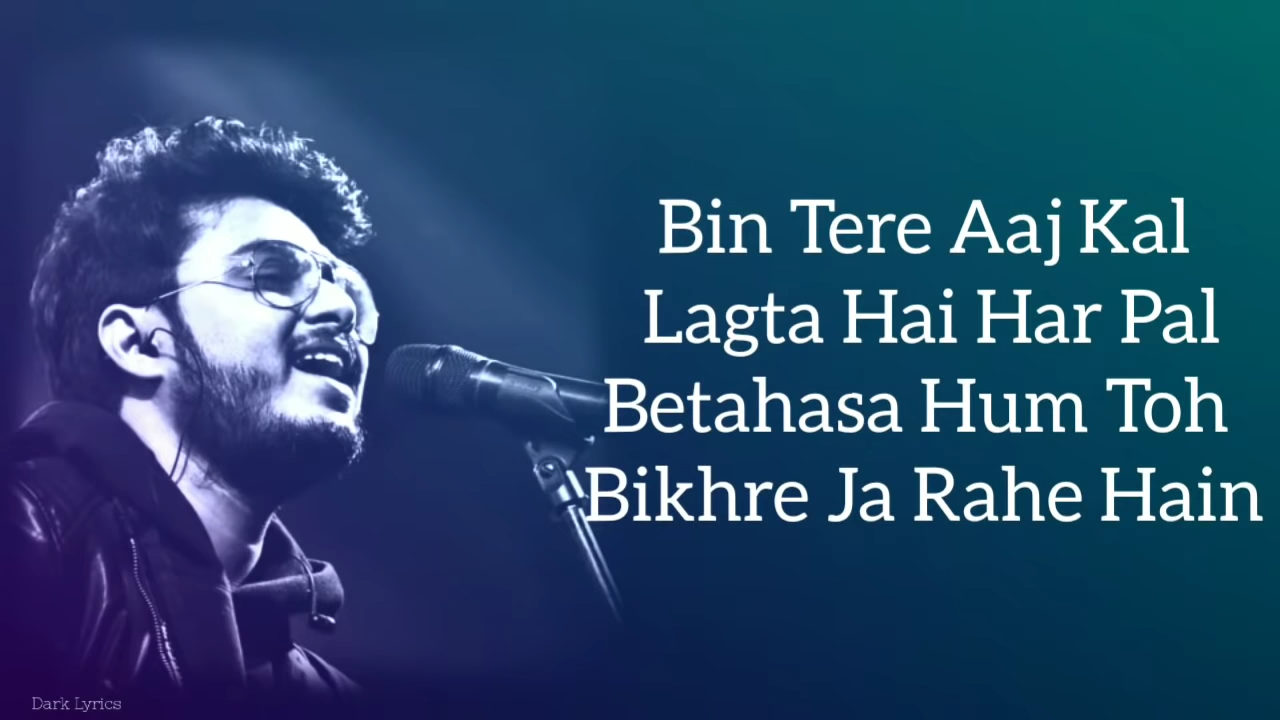 Bin Tere Aaj Kal
Lagta Hai Har Pal
Betahasa Hum Toh
Bikhre Ja Rahe Hain
Dark Lyrics